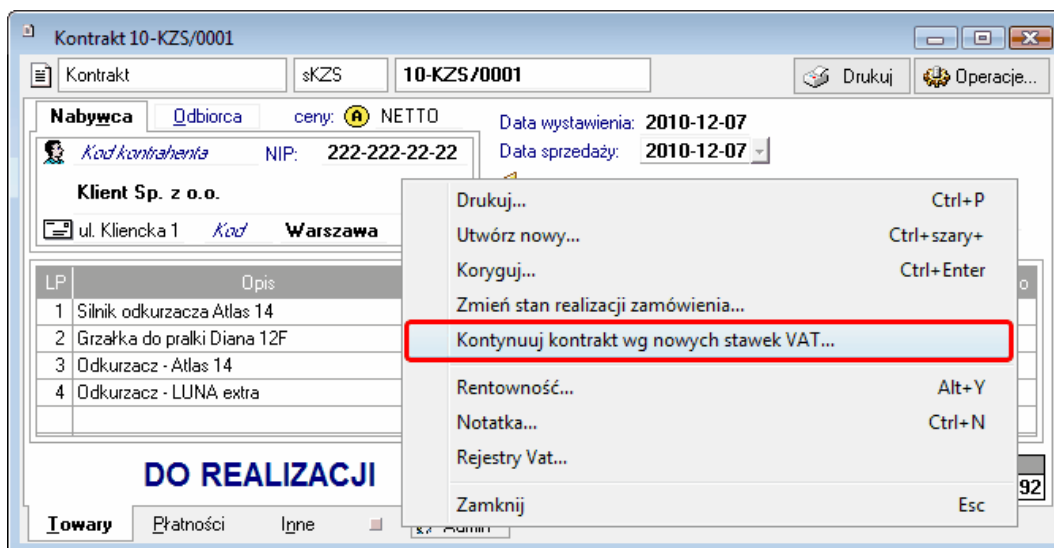 Kontrakt 10-KZS/0001
Kontrakt sKZS 10-KZS/0001 Drukuj Operacje...
Nabywca Odbiorca ceny: A NETTO Data wystawienia: 2010-12-07
Kod kontrahenta NIP: 222-222-22-22 Data sprzedaży: 2010-12-07
Klient Sp. z o.o.
ul. Kliencka 1 Kod Warszawa
Drukuj... Ctrl+P
Utwórz nowy... Ctrl+szary+
Koryguj... Ctrl+Enter
Zmień stan realizacji zamówienia...
Kontynuuj kontrakt wg nowych stawek VAT...
Rentowność... Alt+Y
Notatka... Ctrl+N
Rejestry Vat...
Zamknij Esc
LP Opis
1 Silnik odkurzacza Atlas 14
2 Grzałka do pralki Diana 12F
3 Odkurzacz - Atlas 14
4 Odkurzacz - LUNA extra
DO REALIZACJI 92
Towary Płatności Inne Admin